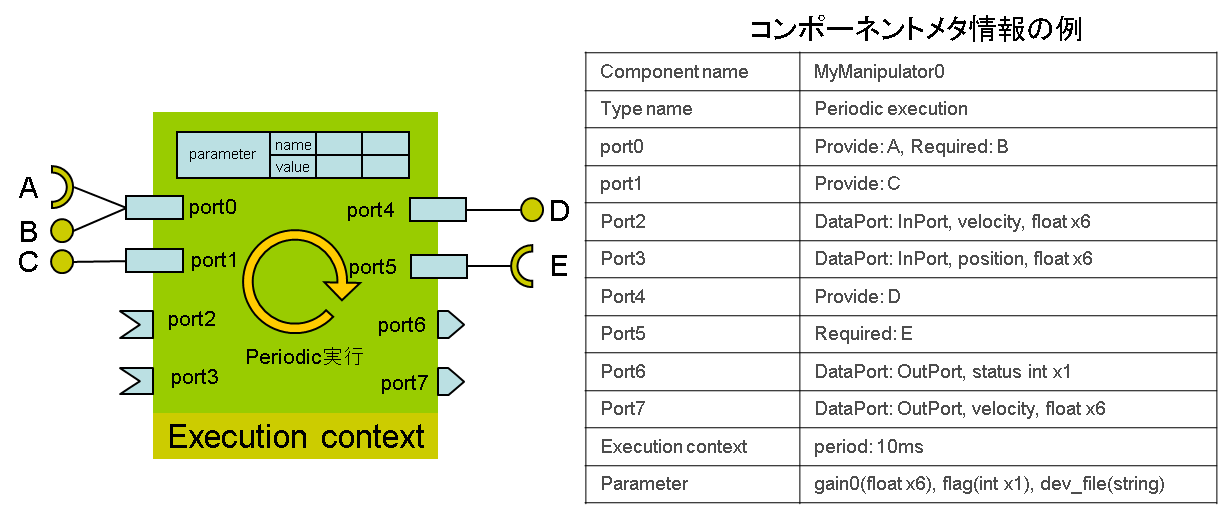 コンポーネントメタ情報の例
parameter
name
value
A
B
C
port0
port1
port2
port3
port4
port5
port6
port7
D
E
Periodic実行
Execution context
Component name MyManipulator0
Type name Periodic execution
port0 Provide: A, Required: B
port1 Provide: C
Port2 DataPort: InPort, velocity, float x6
Port3 DataPort: InPort, position, float x6
Port4 Provide: D
Port5 Required: E
Port6 DataPort: OutPort, status int x1
Port7 DataPort: OutPort, velocity, float x6
Execution context period: 10ms
Parameter gain0(float x6), flag(int x1), dev_file(string)